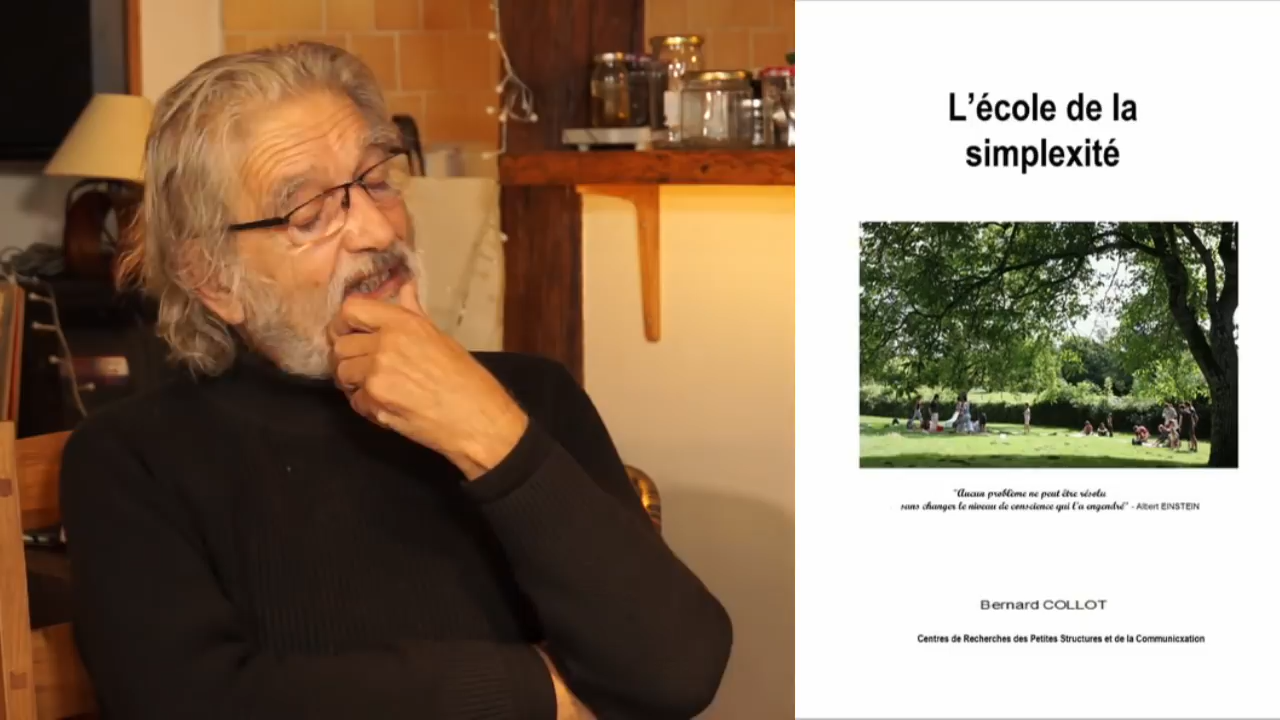 L'école de la
simplexité
"Aucun problème ne peut être résolu
sans changer le niveau de conscience qui l'a engendré" - Albert EINSTEIN
Bernard COLLOT
Centres de Recherches des Petites Structures et de la Communicxation